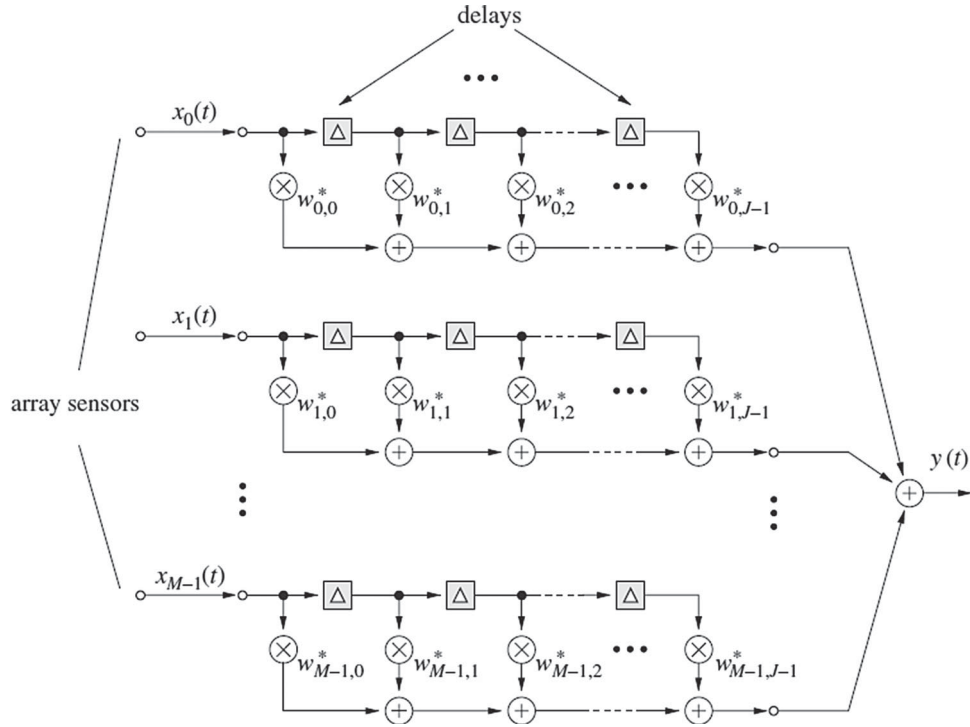 delays
• • •
x₀(t)
Δ Δ Δ
w*₀,₀ w*₀,₁ w*₀,₂ • • • w*₀,J₋₁
x₁(t)
Δ Δ Δ
w*₁,₀ w*₁,₁ w*₁,₂ • • • w*₁,J₋₁
array sensors
y(t)
x_{M−1}(t)
Δ Δ Δ
w*_{M−1,0} w*_{M−1,1} w*_{M−1,2} • • • w*_{M−1,J−1}